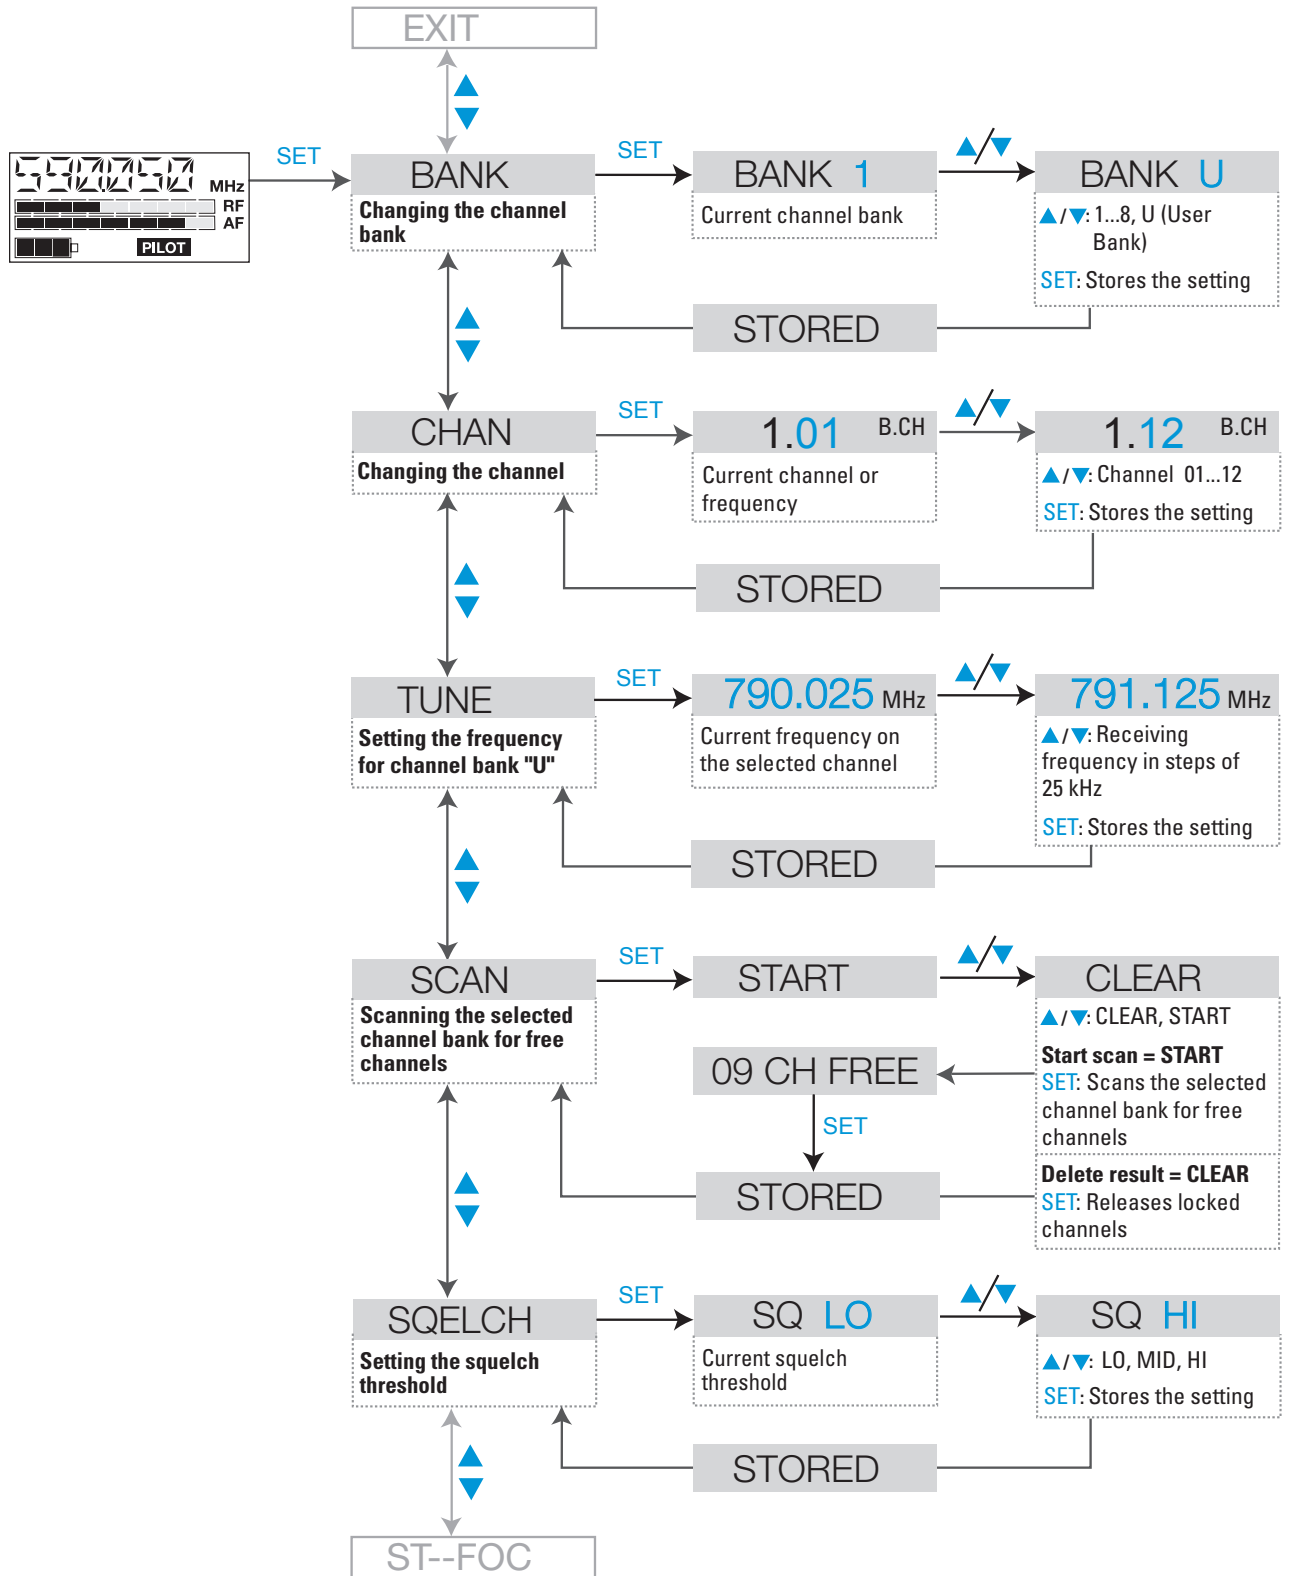 EXIT
590.050 MHz
RF
AF
PILOT
SET
BANK
Changing the channel
bank
SET
BANK 1
Current channel bank
▲/▼
BANK U
▲/▼: 1...8, U (User
Bank)
SET: Stores the setting
STORED
CHAN
Changing the channel
SET
1.01 B.CH
Current channel or
frequency
▲/▼
1.12 B.CH
▲/▼: Channel 01...12
SET: Stores the setting
STORED
TUNE
Setting the frequency
for channel bank "U"
SET
790.025 MHz
Current frequency on
the selected channel
▲/▼
791.125 MHz
▲/▼: Receiving
frequency in steps of
25 kHz
SET: Stores the setting
STORED
SCAN
Scanning the selected
channel bank for free
channels
SET
START
▲/▼
CLEAR
▲/▼: CLEAR, START
Start scan = START
SET: Scans the selected
channel bank for free
channels
09 CH FREE
SET
Delete result = CLEAR
SET: Releases locked
channels
STORED
SQELCH
Setting the squelch
threshold
SET
SQ LO
Current squelch
threshold
▲/▼
SQ HI
▲/▼: LO, MID, HI
SET: Stores the setting
STORED
ST--FOC